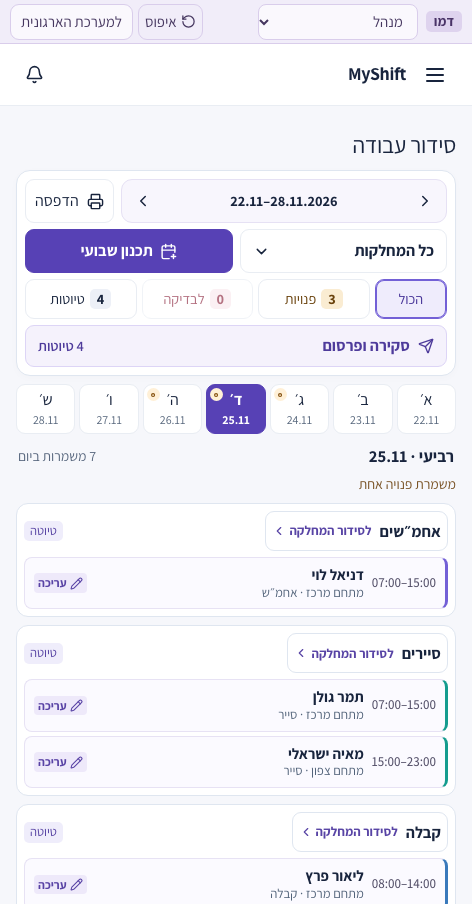 דמו
מנהל
איפוס
למערכת הארגונית
MyShift
סידור עבודה
22.11–28.11.2026
הדפסה
כל המחלקות
תכנון שבועי
הכול
3 פנויות
0 לבדיקה
4 טיוטות
סקירה ופרסום
4 טיוטות
א׳ 22.11
ב׳ 23.11
ג׳ 24.11
ד׳ 25.11
ה׳ 26.11
ו׳ 27.11
ש׳ 28.11
רביעי · 25.11
7 משמרות ביום
משמרת פנויה אחת
אחמ״שים לסידור המחלקה
טיוטה
07:00–15:00
דניאל לוי
מתחם מרכז · אחמ״ש
עריכה
סיירים לסידור המחלקה
טיוטה
07:00–15:00
תמר גולן
מתחם מרכז · סייר
עריכה
15:00–23:00
מאיה ישראלי
מתחם צפון · סייר
עריכה
קבלה לסידור המחלקה
טיוטה
08:00–14:00
ליאור פרץ
מתחם מרכז · קבלה
עריכה